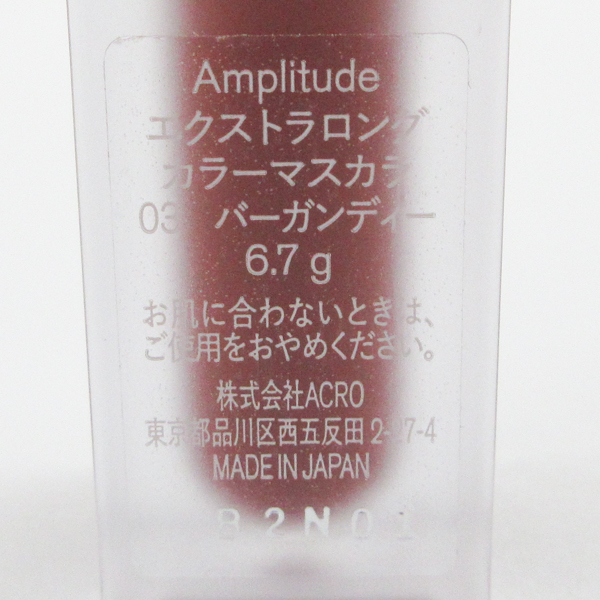 Amplitude
エクストラロング
カラーマスカラ
03 バーガンディー
6.7 g
お肌に合わないときは、
ご使用をおやめください。
株式会社ACRO
東京都品川区西五反田 2-27-4
MADE IN JAPAN
B2N01